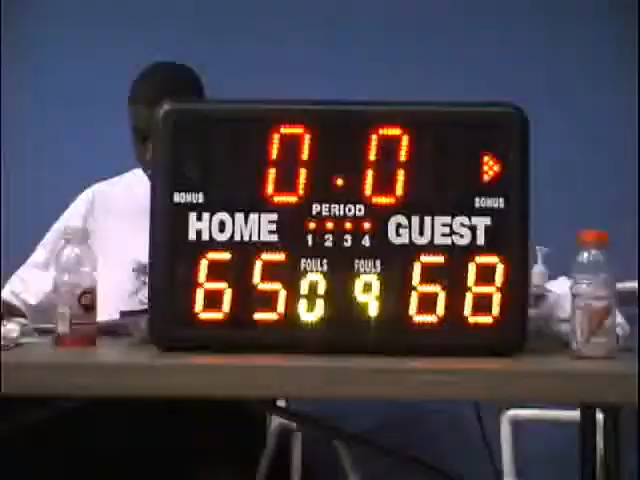 0.0
BONUS BONUS
PERIOD
HOME GUEST
1 2 3 4
FOULS FOULS
65 0 9 68